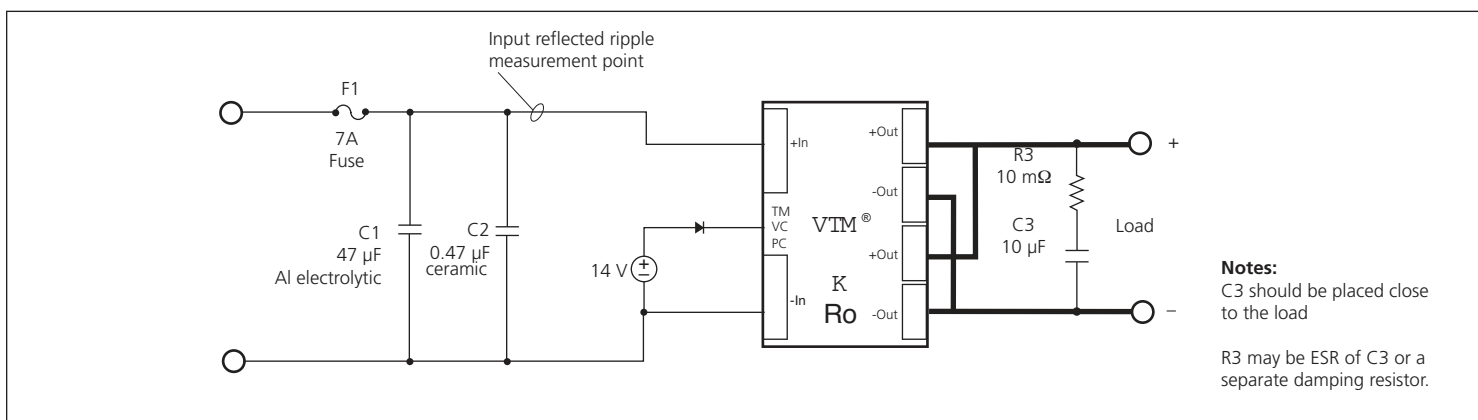 Input reflected ripple
measurement point
F1
7A
Fuse
C1
47 µF
Al electrolytic
C2
0.47 µF
ceramic
14 V
+In
TM
VC
PC
-In
VTM®
K
Ro
+Out
-Out
+Out
-Out
R3
10 mΩ
C3
10 µF
+
Load
–
Notes:
C3 should be placed close
to the load
R3 may be ESR of C3 or a
separate damping resistor.